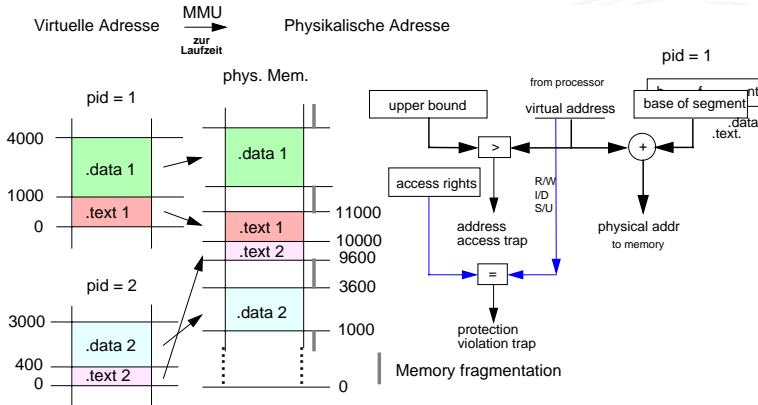 Virtuelle Adresse
MMU
zur
Laufzeit
Physikalische Adresse
phys. Mem.
pid = 1
4000
.data 1
1000
.text 1
0
pid = 2
3000
.data 2
400
.text 2
0
.data 1
11000
.text 1
10000
.text 2
9600
3600
.data 2
1000
0
Memory fragmentation
pid = 1
from processor
upper bound
virtual address
base of segment
.data
.text.
>
+
access rights
R/W
I/D
S/U
address
access trap
physical addr
to memory
=
protection
violation trap